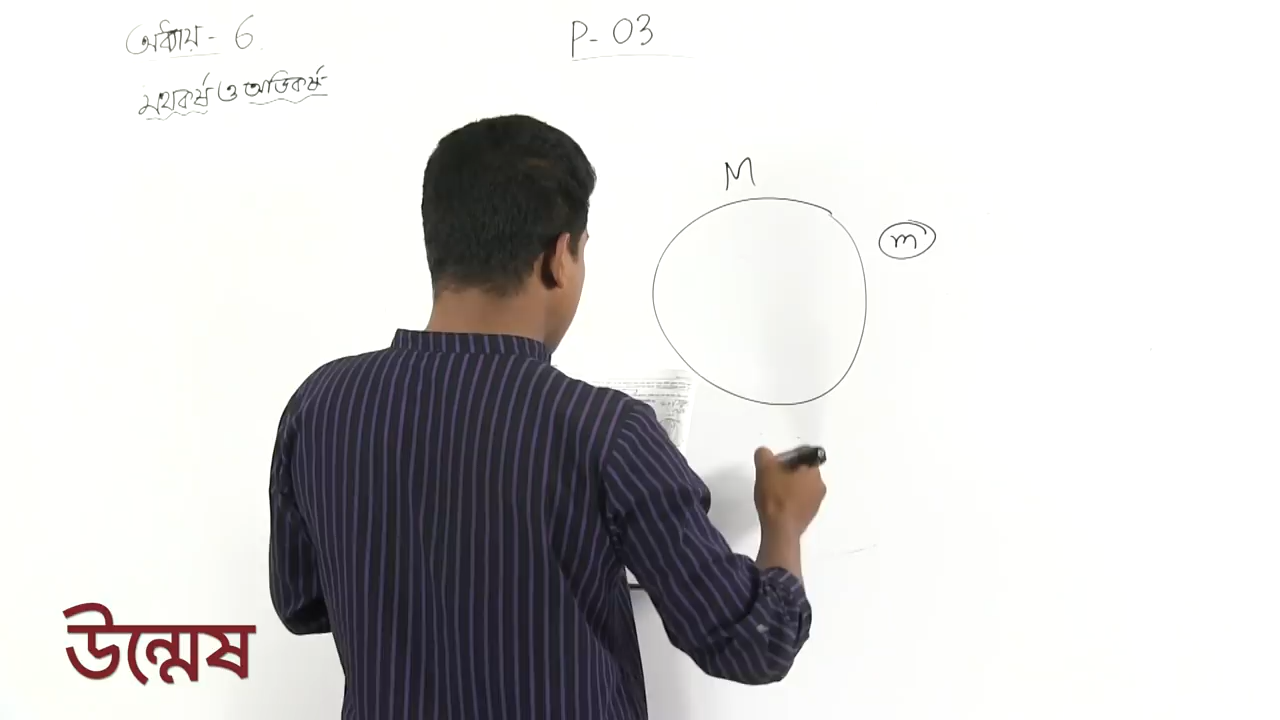 অধ্যায় - 6
P- 03
মহাকর্ষ ও অভিকর্ষ
M
m
উন্মেষ